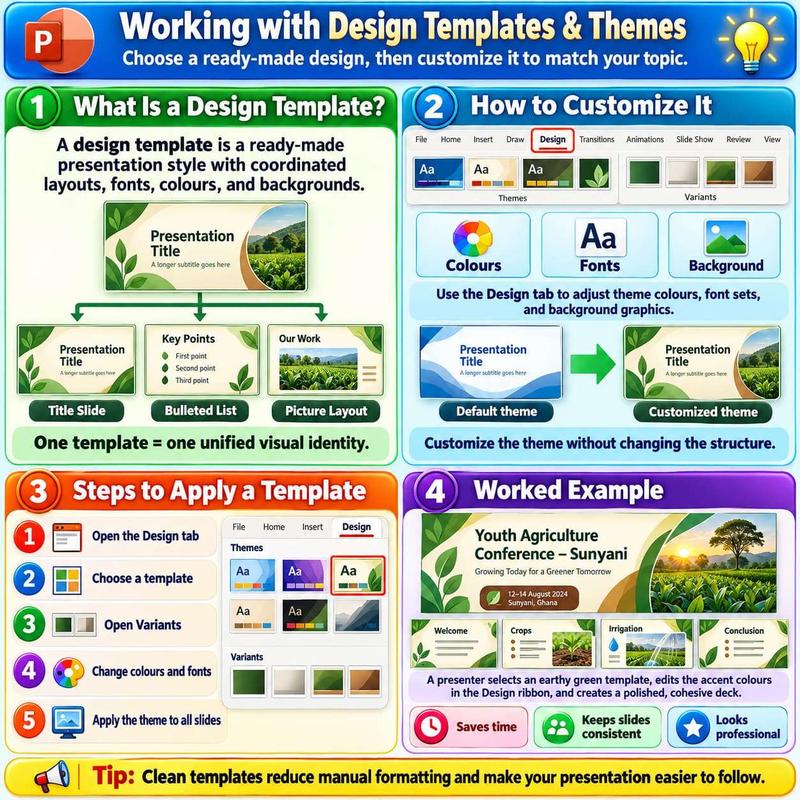 P
Working with Design Templates & Themes
Choose a ready-made design, then customize it to match your topic.
1 What Is a Design Template?
A design template is a ready-made
presentation style with coordinated
layouts, fonts, colours, and backgrounds.
Presentation
Title
A longer subtitle goes here
Presentation
Title
A longer subtitle goes here
Title Slide
Key Points
First point
Second point
Third point
Bulleted List
Our Work
Picture Layout
One template = one unified visual identity.
2 How to Customize It
File Home Insert Draw Design Transitions Animations Slide Show Review View
Aa Aa Aa
Themes Variants
Colours
Aa
Fonts
Background
Use the Design tab to adjust theme colours, font sets,
and background graphics.
Presentation
Title
A longer subtitle goes here
Default theme
Presentation
Title
A longer subtitle goes here
Customized theme
Customize the theme without changing the structure.
3 Steps to Apply a Template
1 Open the Design tab
2 Choose a template
3 Open Variants
4 Change colours and fonts
5 Apply the theme to all slides
File Home Insert Design
Themes
Aa Aa Aa
Aa Aa
Variants
4 Worked Example
Youth Agriculture
Conference – Sunyani
Growing Today for a Greener Tomorrow
12–14 August 2024
Sunyani, Ghana
Welcome
Crops
Irrigation
Conclusion
A presenter selects an earthy green template, edits the accent colours
in the Design ribbon, and creates a polished, cohesive deck.
Saves time
Keeps slides
consistent
Looks
professional
Tip: Clean templates reduce manual formatting and make your presentation easier to follow.